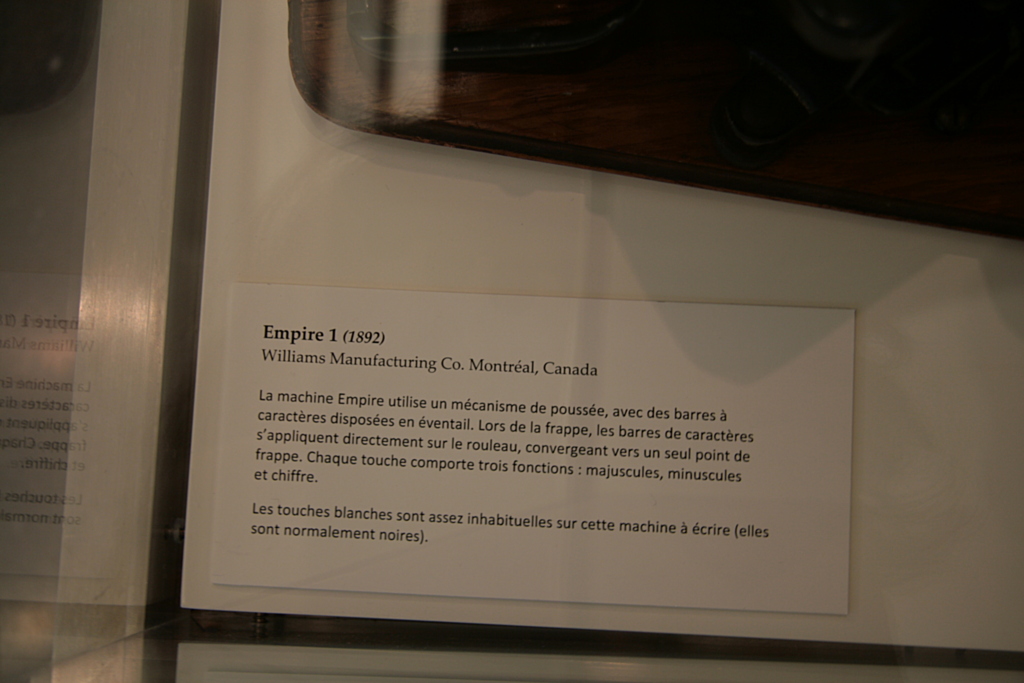 Empire 1 (1892)
Williams Manufacturing Co. Montréal, Canada
La machine Empire utilise un mécanisme de poussée, avec des barres à
caractères disposées en éventail. Lors de la frappe, les barres de caractères
s'appliquent directement sur le rouleau, convergeant vers un seul point de
frappe. Chaque touche comporte trois fonctions : majuscules, minuscules
et chiffre.
Les touches blanches sont assez inhabituelles sur cette machine à écrire (elles
sont normalement noires).